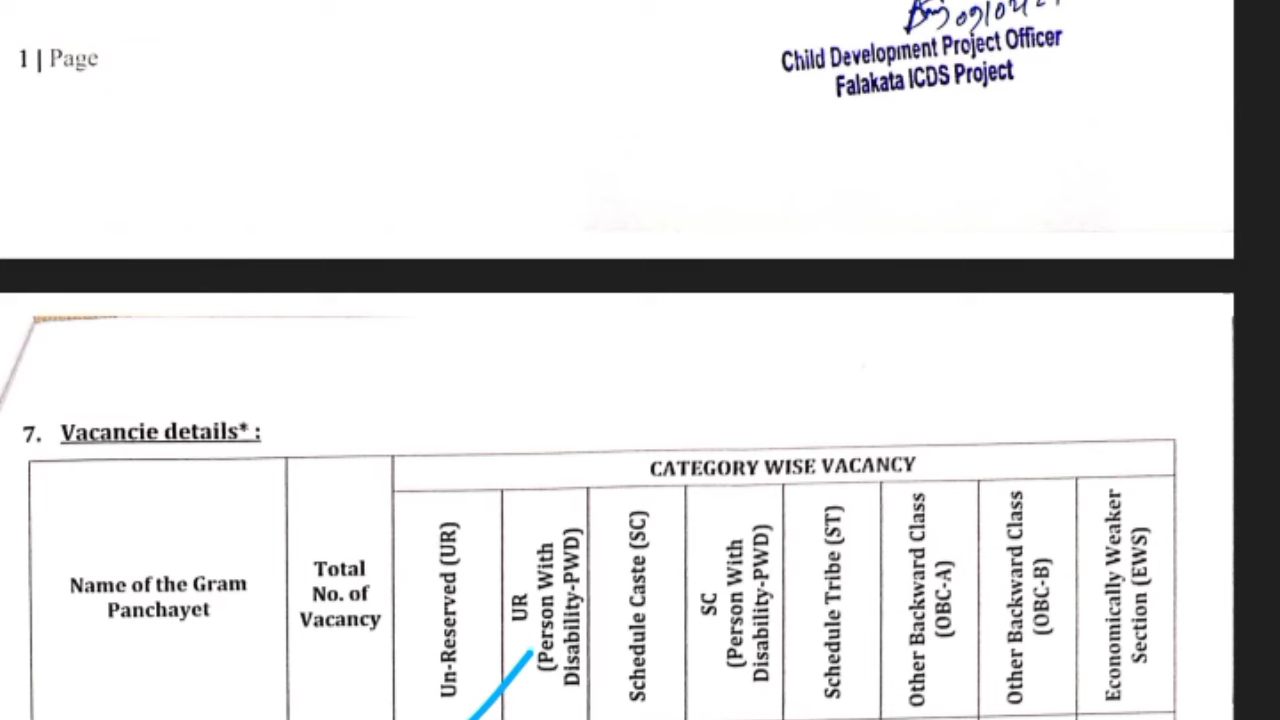 1 | Page
Child Development Project Officer
Falakata ICDS Project
7. Vacancie details* :
CATEGORY WISE VACANCY
Name of the Gram
Panchayet
Total
No. of
Vacancy
Un-Reserved (UR)
UR
(Person With
Disability-PWD)
Schedule Caste (SC)
SC
(Person With
Disability-PWD)
Schedule Tribe (ST)
Other Backward Class
(OBC-A)
Other Backward Class
(OBC-B)
Economically Weaker
Section (EWS)